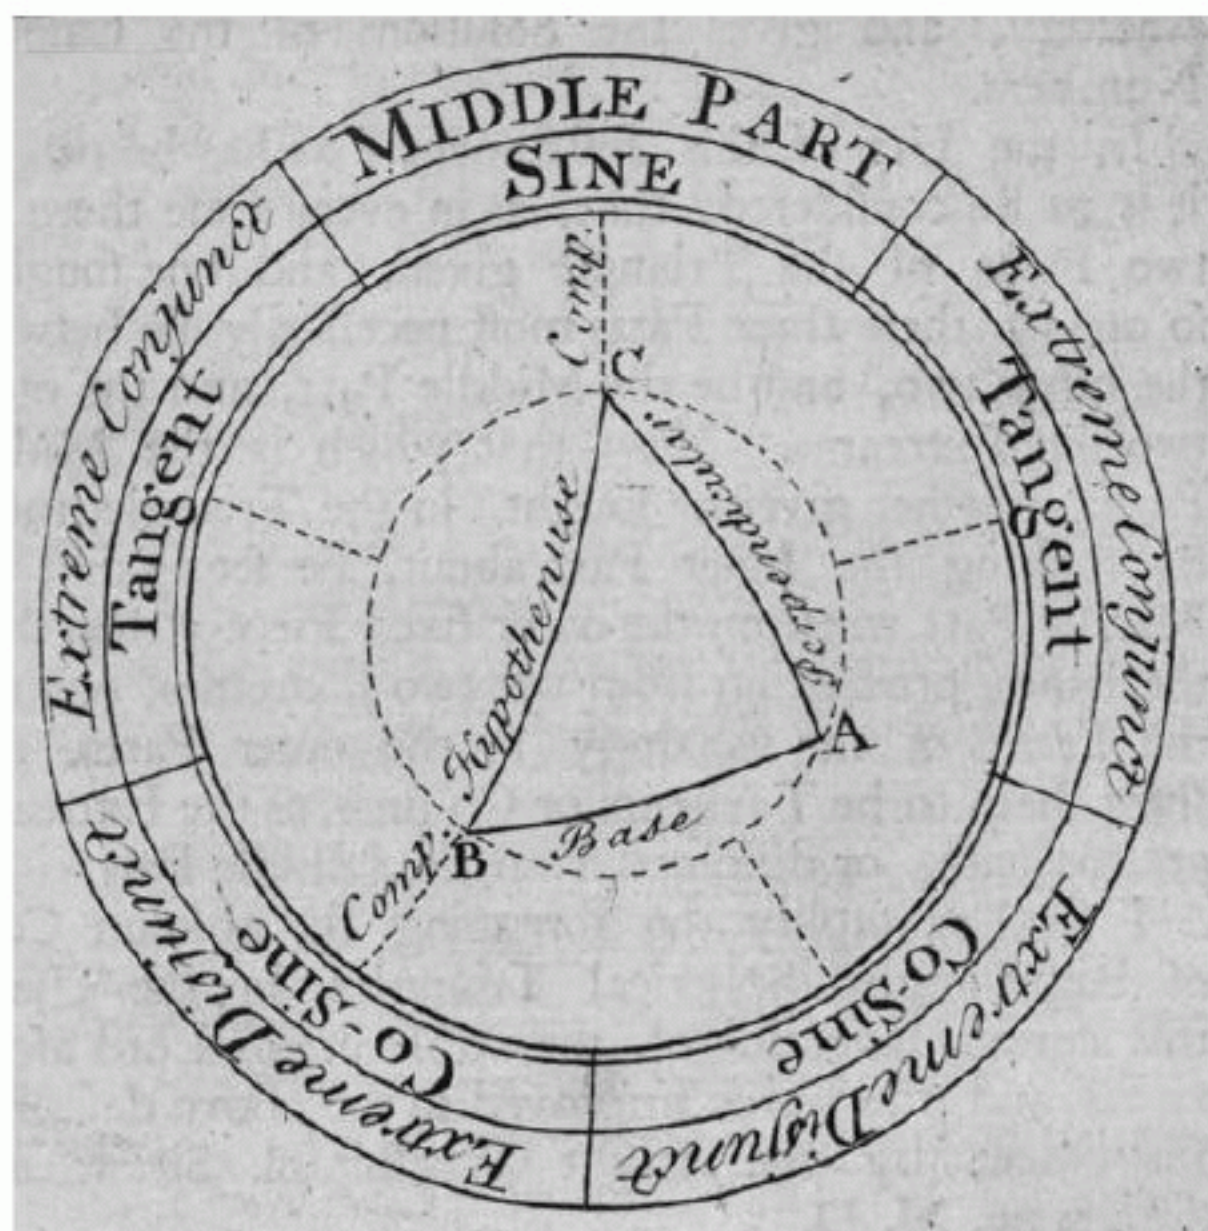 MIDDLE PART
SINE
Extreme Conjunct
Tangent
Extreme Conjunct
Tangent
Comp.
C
Hypothenuse
Perpendicular
A
Base
B
Comp.
Extreme Disjunct
Co-Sine
Extreme Disjunct
Co-Sine